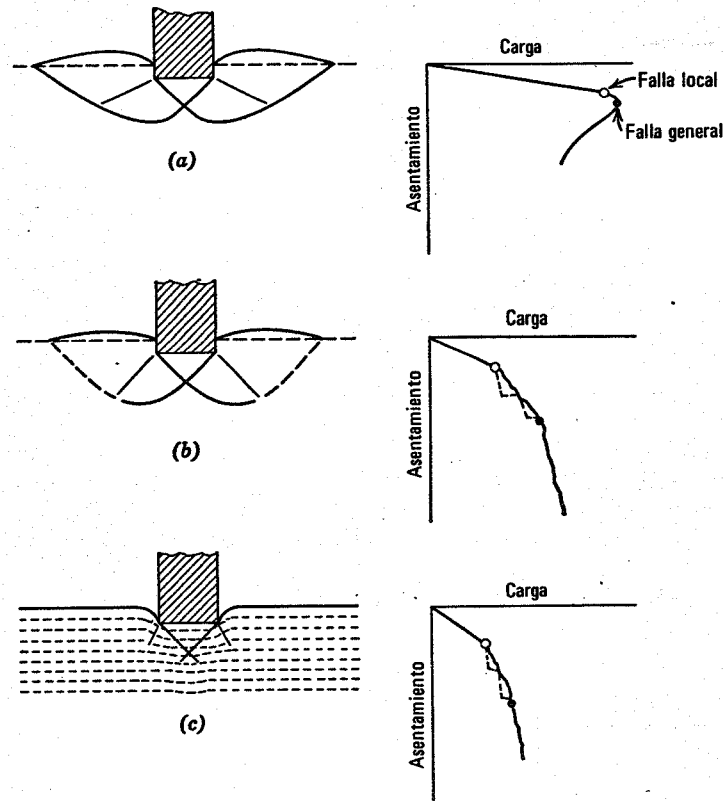 Carga
Falla local
Falla general
Asentamiento
(a)
Carga
Asentamiento
(b)
Carga
Asentamiento
(c)